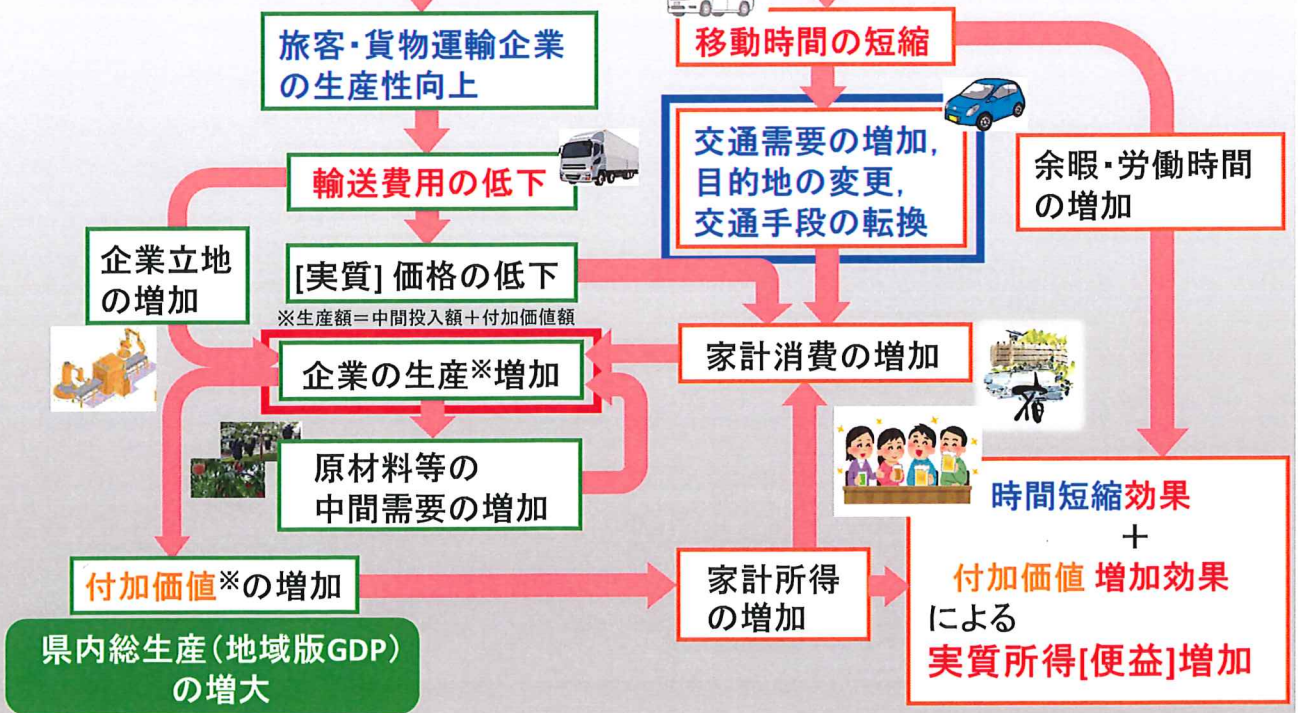 旅客・貨物運輸企業
の生産性向上
移動時間の短縮
輸送費用の低下
交通需要の増加,
目的地の変更,
交通手段の転換
余暇・労働時間
の増加
企業立地
の増加
[実質] 価格の低下
※生産額=中間投入額+付加価値額
企業の生産※増加
家計消費の増加
宿
原材料等の
中間需要の増加
時間短縮効果
+
付加価値 増加効果
による
実質所得[便益]増加
付加価値※の増加
家計所得
の増加
県内総生産(地域版GDP)
の増大